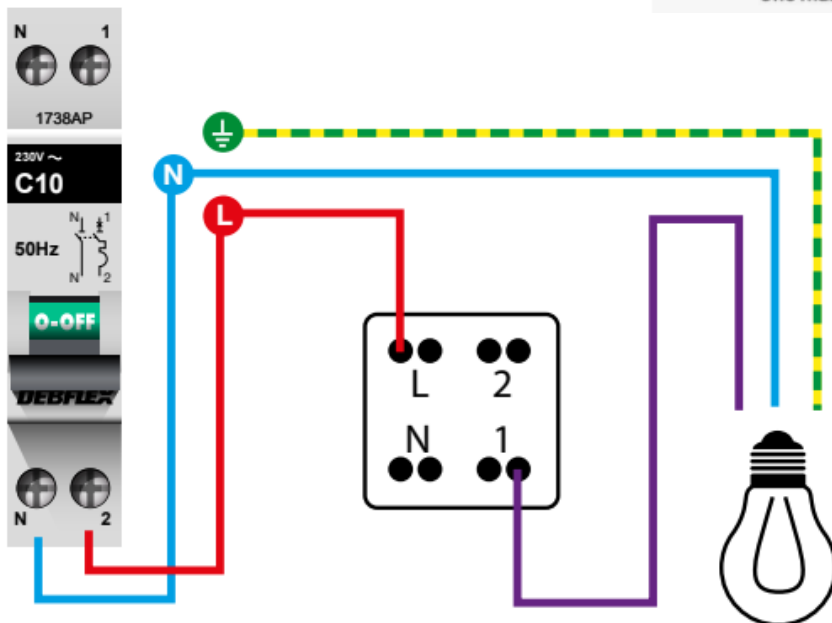 N 1
1738AP
230V ~
C10
N 1
50Hz
N 2
O-OFF
DEBFLEX
N 2
N
L
L 2
N 1